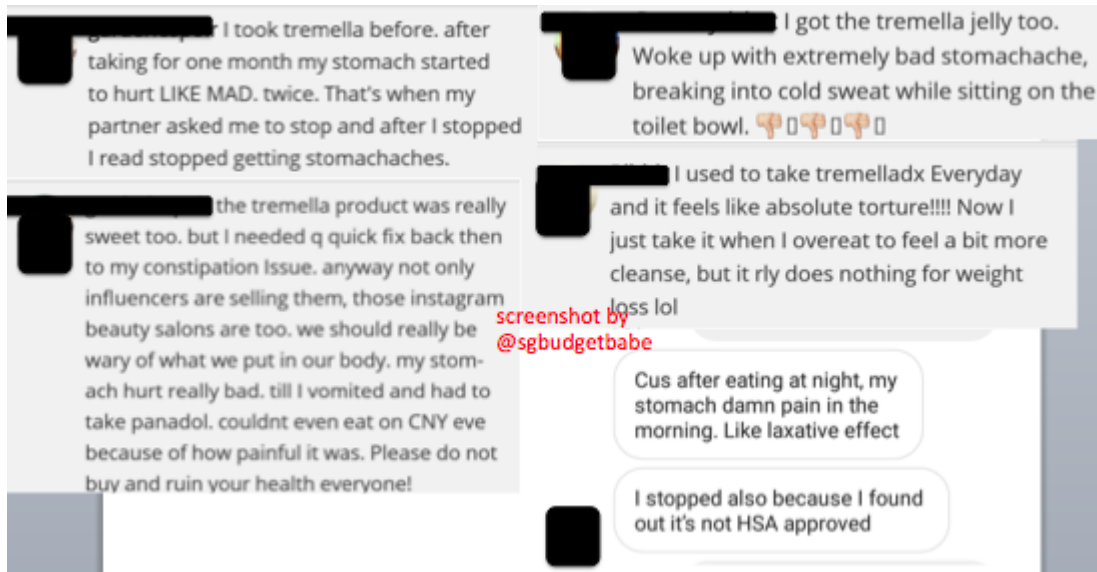 I took tremella before. after
taking for one month my stomach started
to hurt LIKE MAD. twice. That's when my
partner asked me to stop and after I stopped
I read stopped getting stomachaches.
the tremella product was really
sweet too. but I needed q quick fix back then
to my constipation Issue. anyway not only
influencers are selling them, those instagram
beauty salons are too. we should really be
wary of what we put in our body. my stom-
ach hurt really bad. till I vomited and had to
take panadol. couldnt even eat on CNY eve
because of how painful it was. Please do not
buy and ruin your health everyone!
I got the tremella jelly too.
Woke up with extremely bad stomachache,
breaking into cold sweat while sitting on the
toilet bowl. 👎🏻▯👎🏻▯👎🏻▯
I used to take tremelladx Everyday
and it feels like absolute torture!!!! Now I
just take it when I overeat to feel a bit more
cleanse, but it rly does nothing for weight
loss lol
screenshot by
@sgbudgetbabe
Cus after eating at night, my
stomach damn pain in the
morning. Like laxative effect
I stopped also because I found
out it's not HSA approved